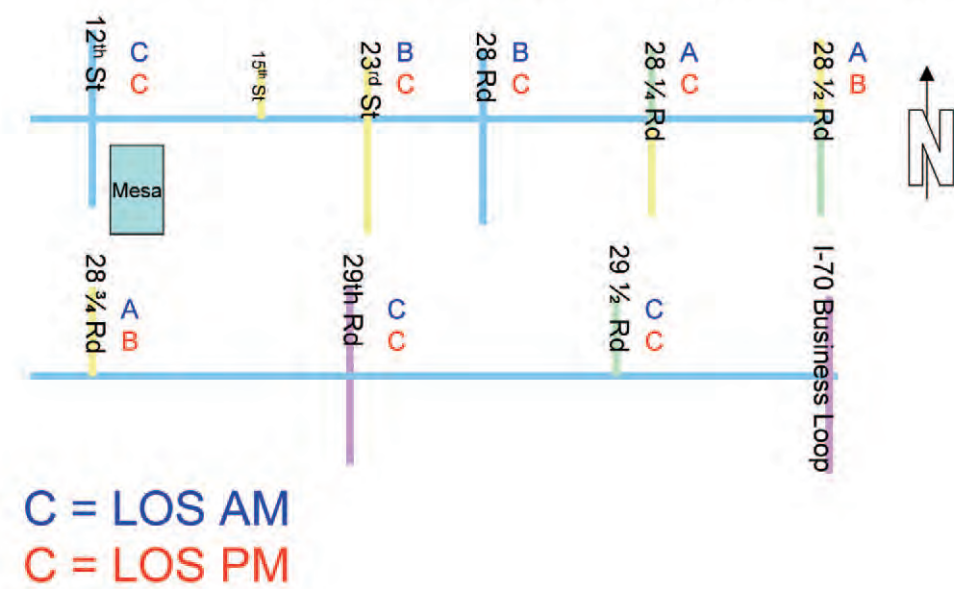 12th St
C
C
15th St
23rd St
B
C
28 Rd
B
C
28 ¼ Rd
A
C
28 ½ Rd
A
B
N
Mesa
28 ¾ Rd
A
B
29th Rd
C
C
29 ½ Rd
C
C
I-70 Business Loop
C = LOS AM
C = LOS PM